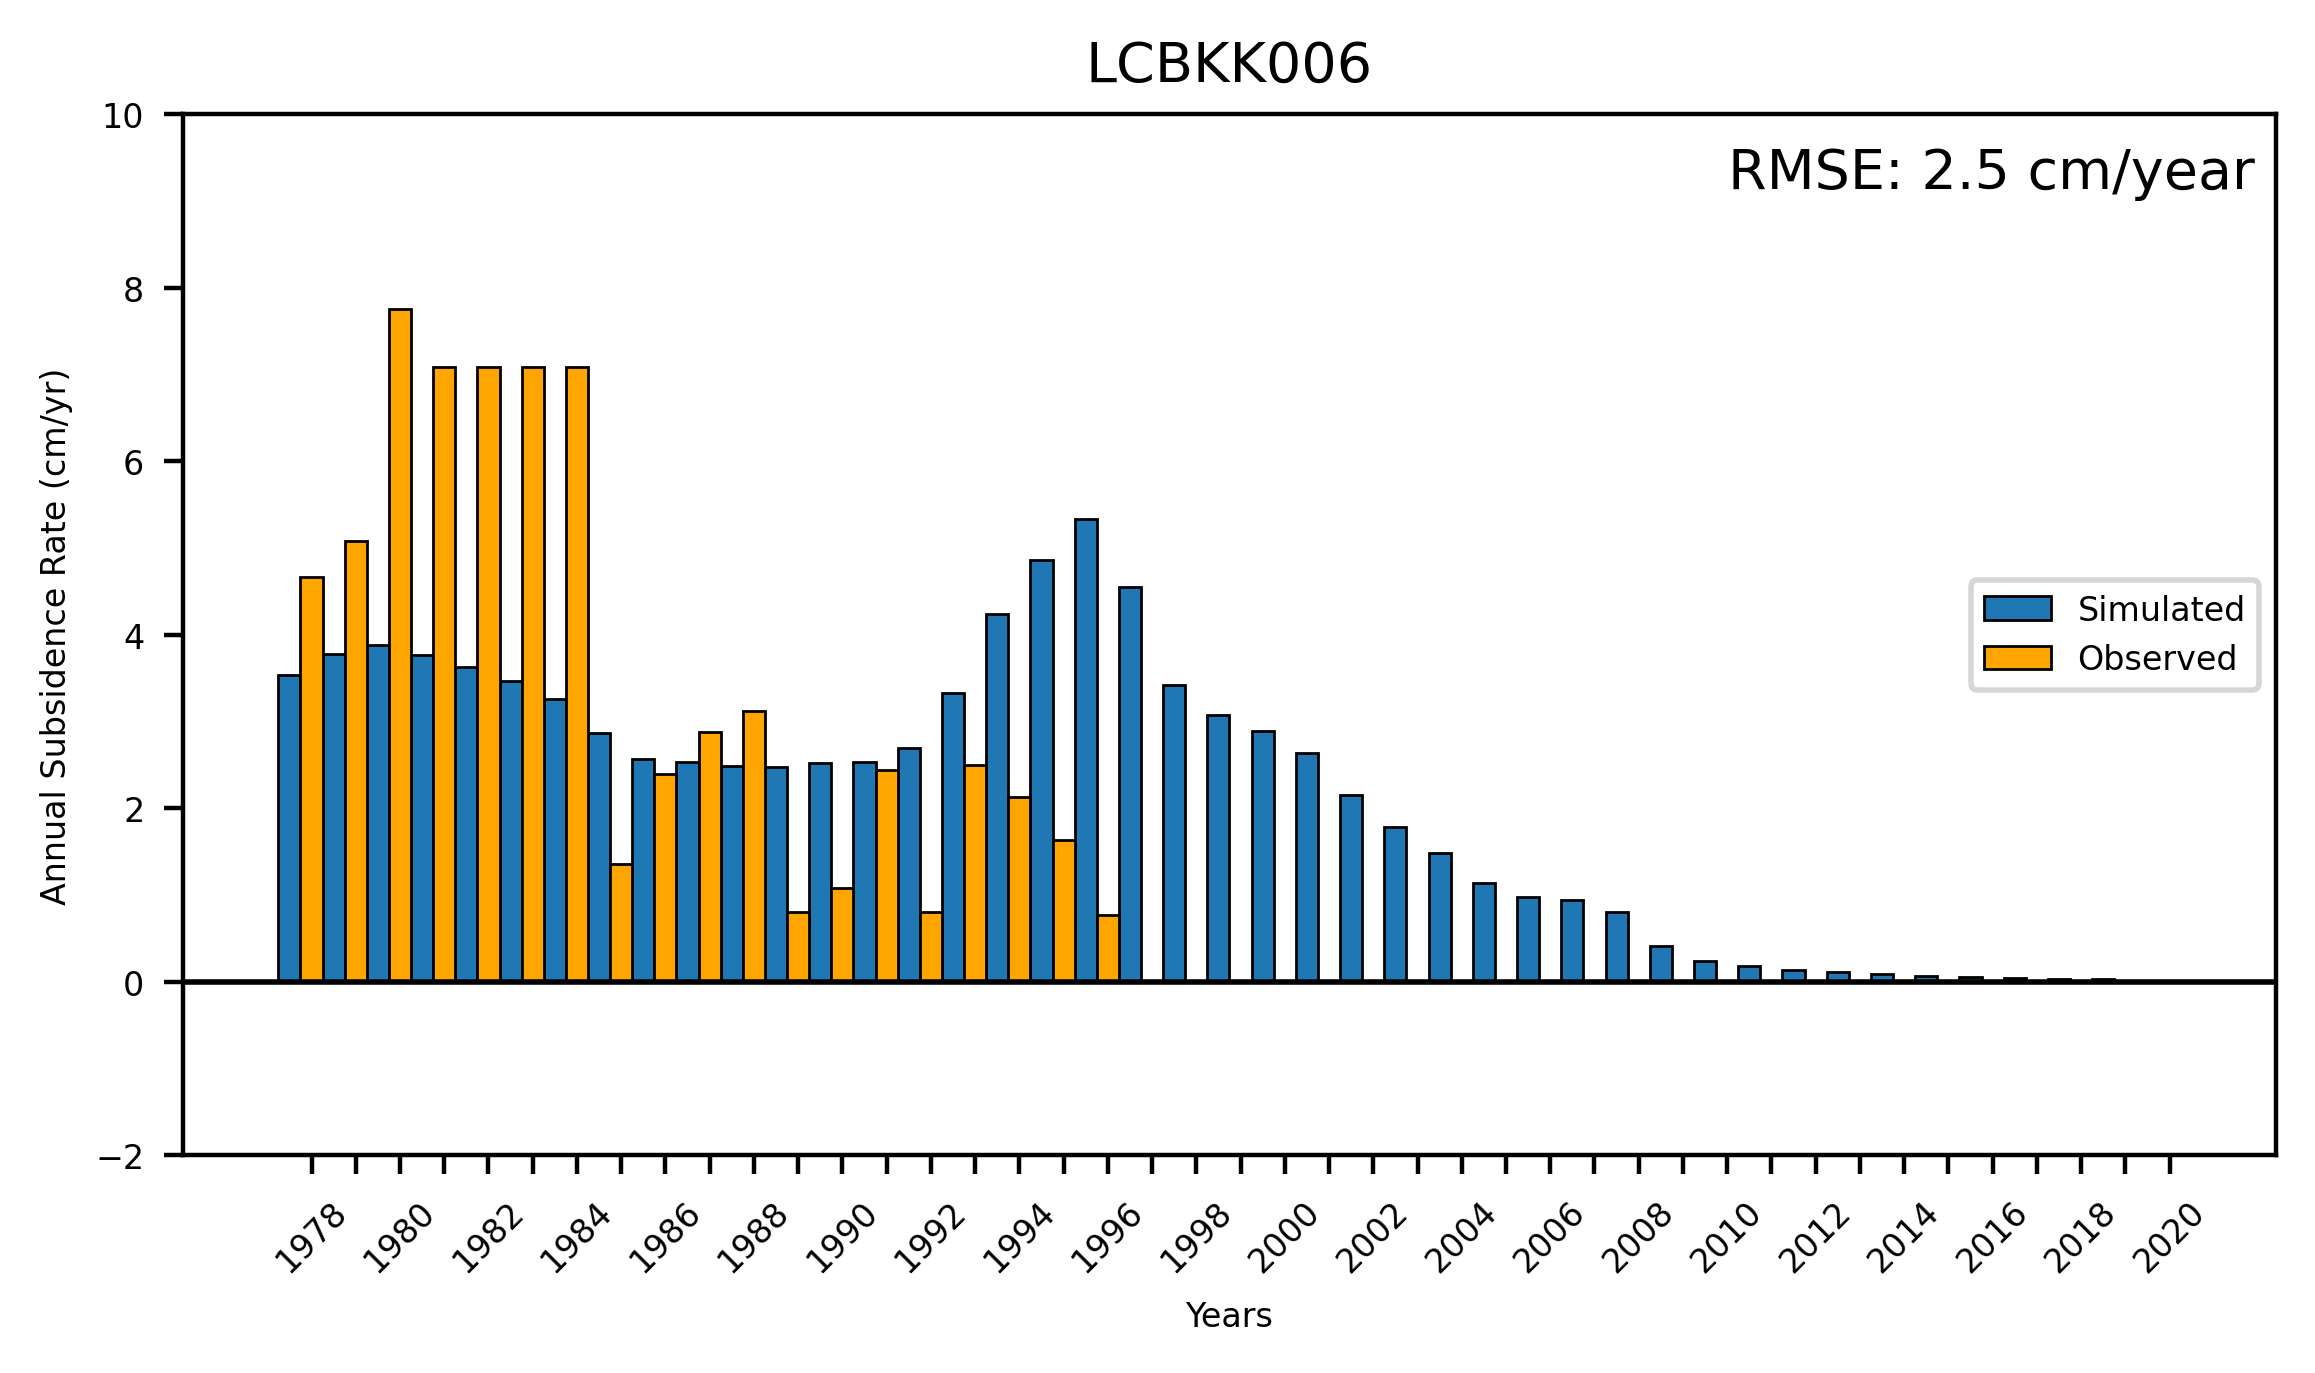 LCBKK006
RMSE: 2.5 cm/year
Annual Subsidence Rate (cm/yr)
10
8
6
4
2
0
−2
Simulated
Observed
1978 1980 1982 1984 1986 1988 1990 1992 1994 1996 1998 2000 2002 2004 2006 2008 2010 2012 2014 2016 2018 2020
Years